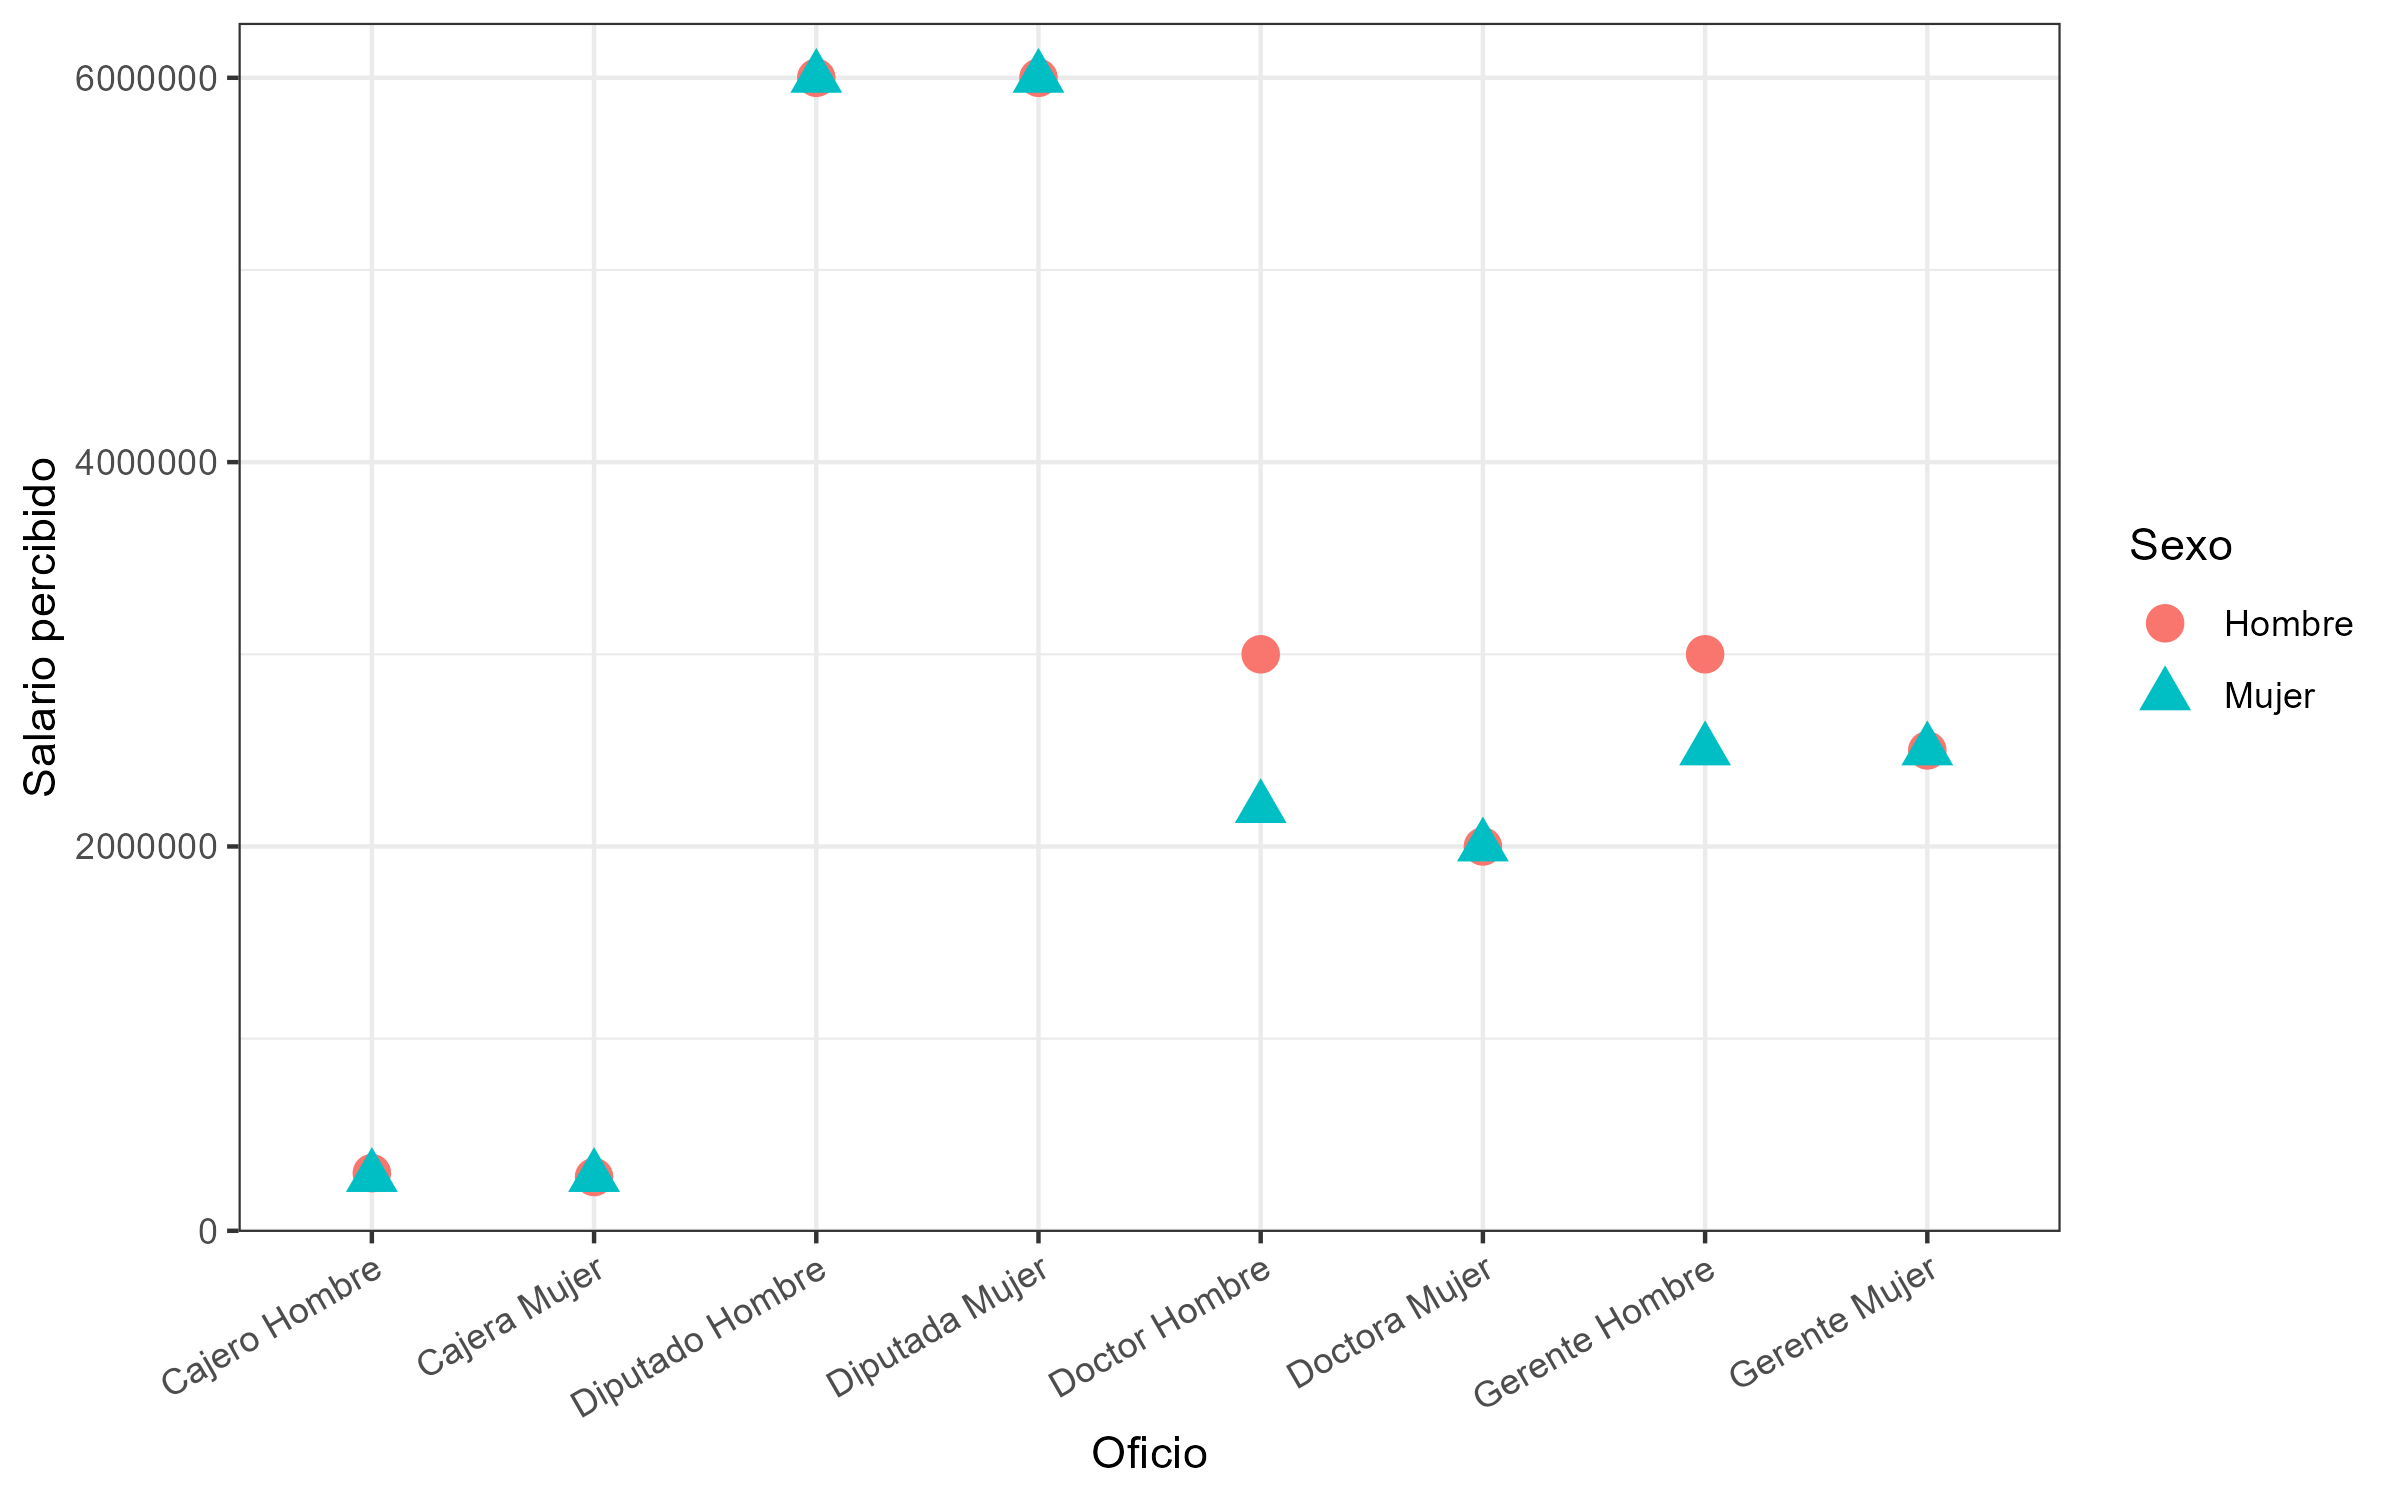 Salario percibido
6000000
4000000
2000000
0
Cajero Hombre
Cajera Mujer
Diputado Hombre
Diputada Mujer
Doctor Hombre
Doctora Mujer
Gerente Hombre
Gerente Mujer
Oficio
Sexo
Hombre
Mujer